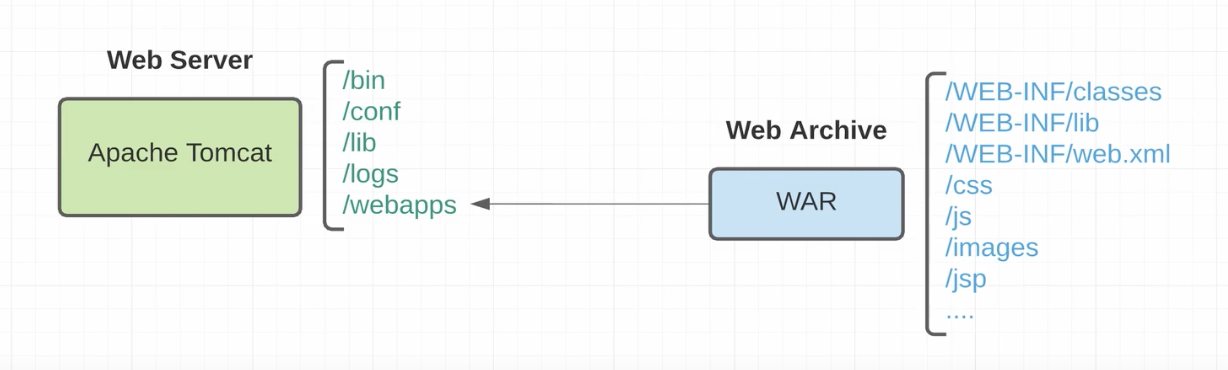 Web Server
Apache Tomcat
/bin
/conf
/lib
/logs
/webapps
Web Archive
WAR
/WEB-INF/classes
/WEB-INF/lib
/WEB-INF/web.xml
/css
/js
/images
/jsp
....